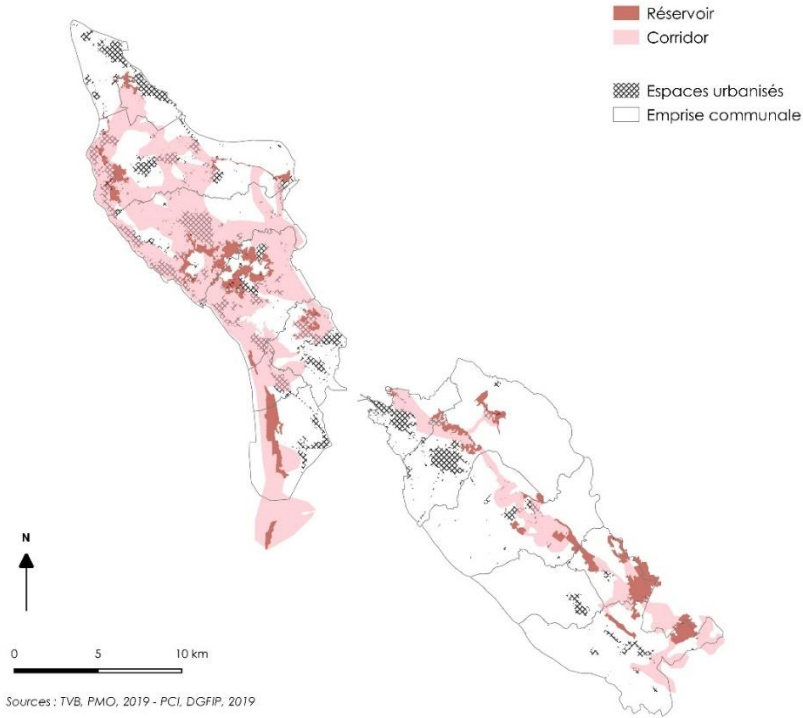 Réservoir
Corridor
Espaces urbanisés
Emprise communale
N
0 5 10 km
Sources : TVB, PMO, 2019 - PCI, DGFIP, 2019